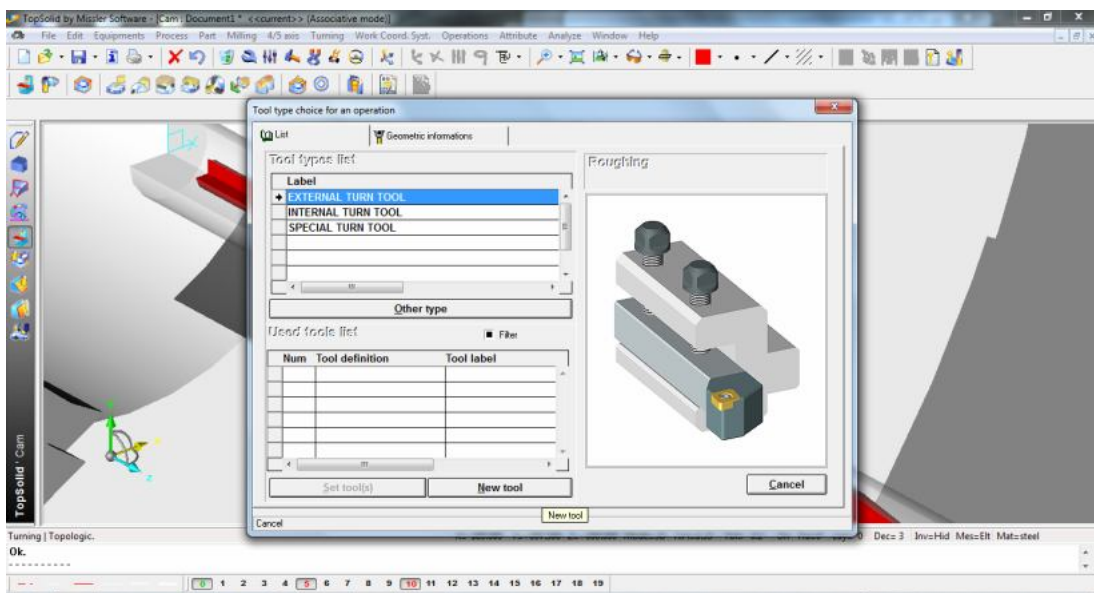 TopSolid by Missler Software - [Cam : Document1 * <<current>> (Associative mode)]
File Edit Equipments Process Part Milling 4/5 axis Turning Work Coord. Syst. Operations Attribute Analyze Window Help
Tool type choice for an operation
List Geometric informations
Tool types list
Roughing
Label
EXTERNAL TURN TOOL
INTERNAL TURN TOOL
SPECIAL TURN TOOL
Other type
Used tools list Filter
Num Tool definition Tool label
Set tool(s) New tool
Cancel
New tool
Cancel
TopSolid'Cam
Turning | Topologic.
0 Dec= 3 Inv=Hid Mes=Elt Mat=steel
Ok.
0 1 2 3 4 5 6 7 8 9 10 11 12 13 14 15 16 17 18 19